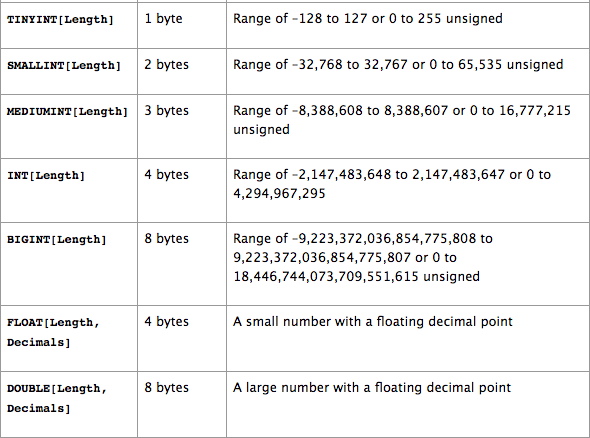 TINYINT[Length] 1 byte Range of –128 to 127 or 0 to 255 unsigned
SMALLINT[Length] 2 bytes Range of –32,768 to 32,767 or 0 to 65,535 unsigned
MEDIUMINT[Length] 3 bytes Range of –8,388,608 to 8,388,607 or 0 to 16,777,215
unsigned
INT[Length] 4 bytes Range of –2,147,483,648 to 2,147,483,647 or 0 to
4,294,967,295
BIGINT[Length] 8 bytes Range of –9,223,372,036,854,775,808 to
9,223,372,036,854,775,807 or 0 to
18,446,744,073,709,551,615 unsigned
FLOAT[Length, 4 bytes A small number with a floating decimal point
Decimals]
DOUBLE[Length, 8 bytes A large number with a floating decimal point
Decimals]